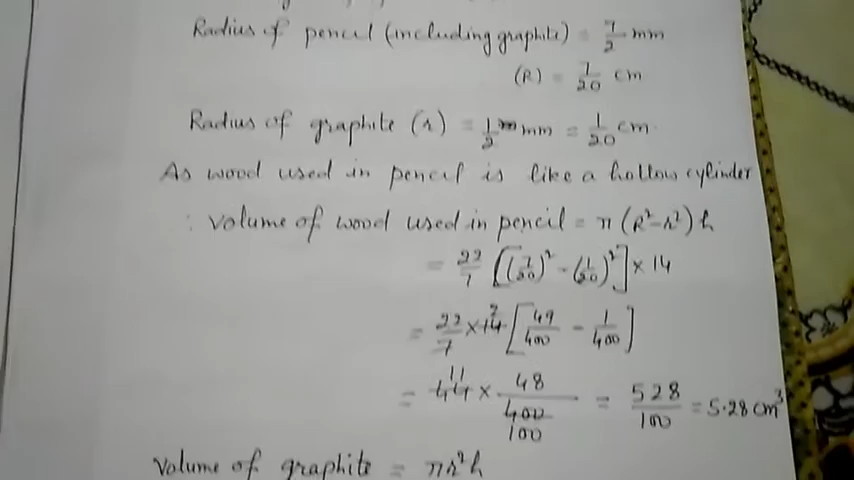 Radius of pencil (including graphite) = 7/2 mm
(R) = 7/20 cm
Radius of graphite (r) = 1/2 mm = 1/20 cm.
As wood used in pencil is like a hollow cylinder
∴ Volume of wood used in pencil = π (R² - r²) h
= 22/7 [(7/20)² - (1/20)²] × 14
= 22/7 × 14 2 [49/400 - 1/400]
= 44 11 × 48/400 100 = 528/100 = 5.28 cm³
Volume of graphite = πr²h